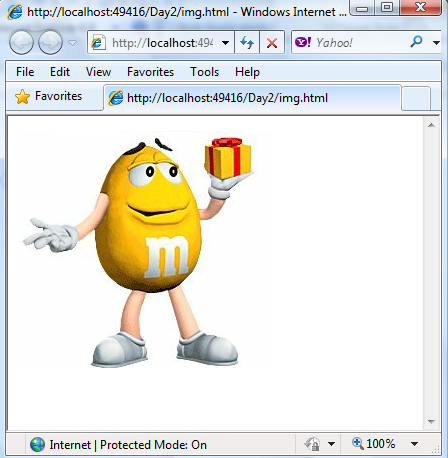 http://localhost:49416/Day2/img.html - Windows Internet ...
http://localhost:494
Yahoo!
File Edit View Favorites Tools Help
Favorites
http://localhost:49416/Day2/img.html
m
Internet | Protected Mode: On
100%